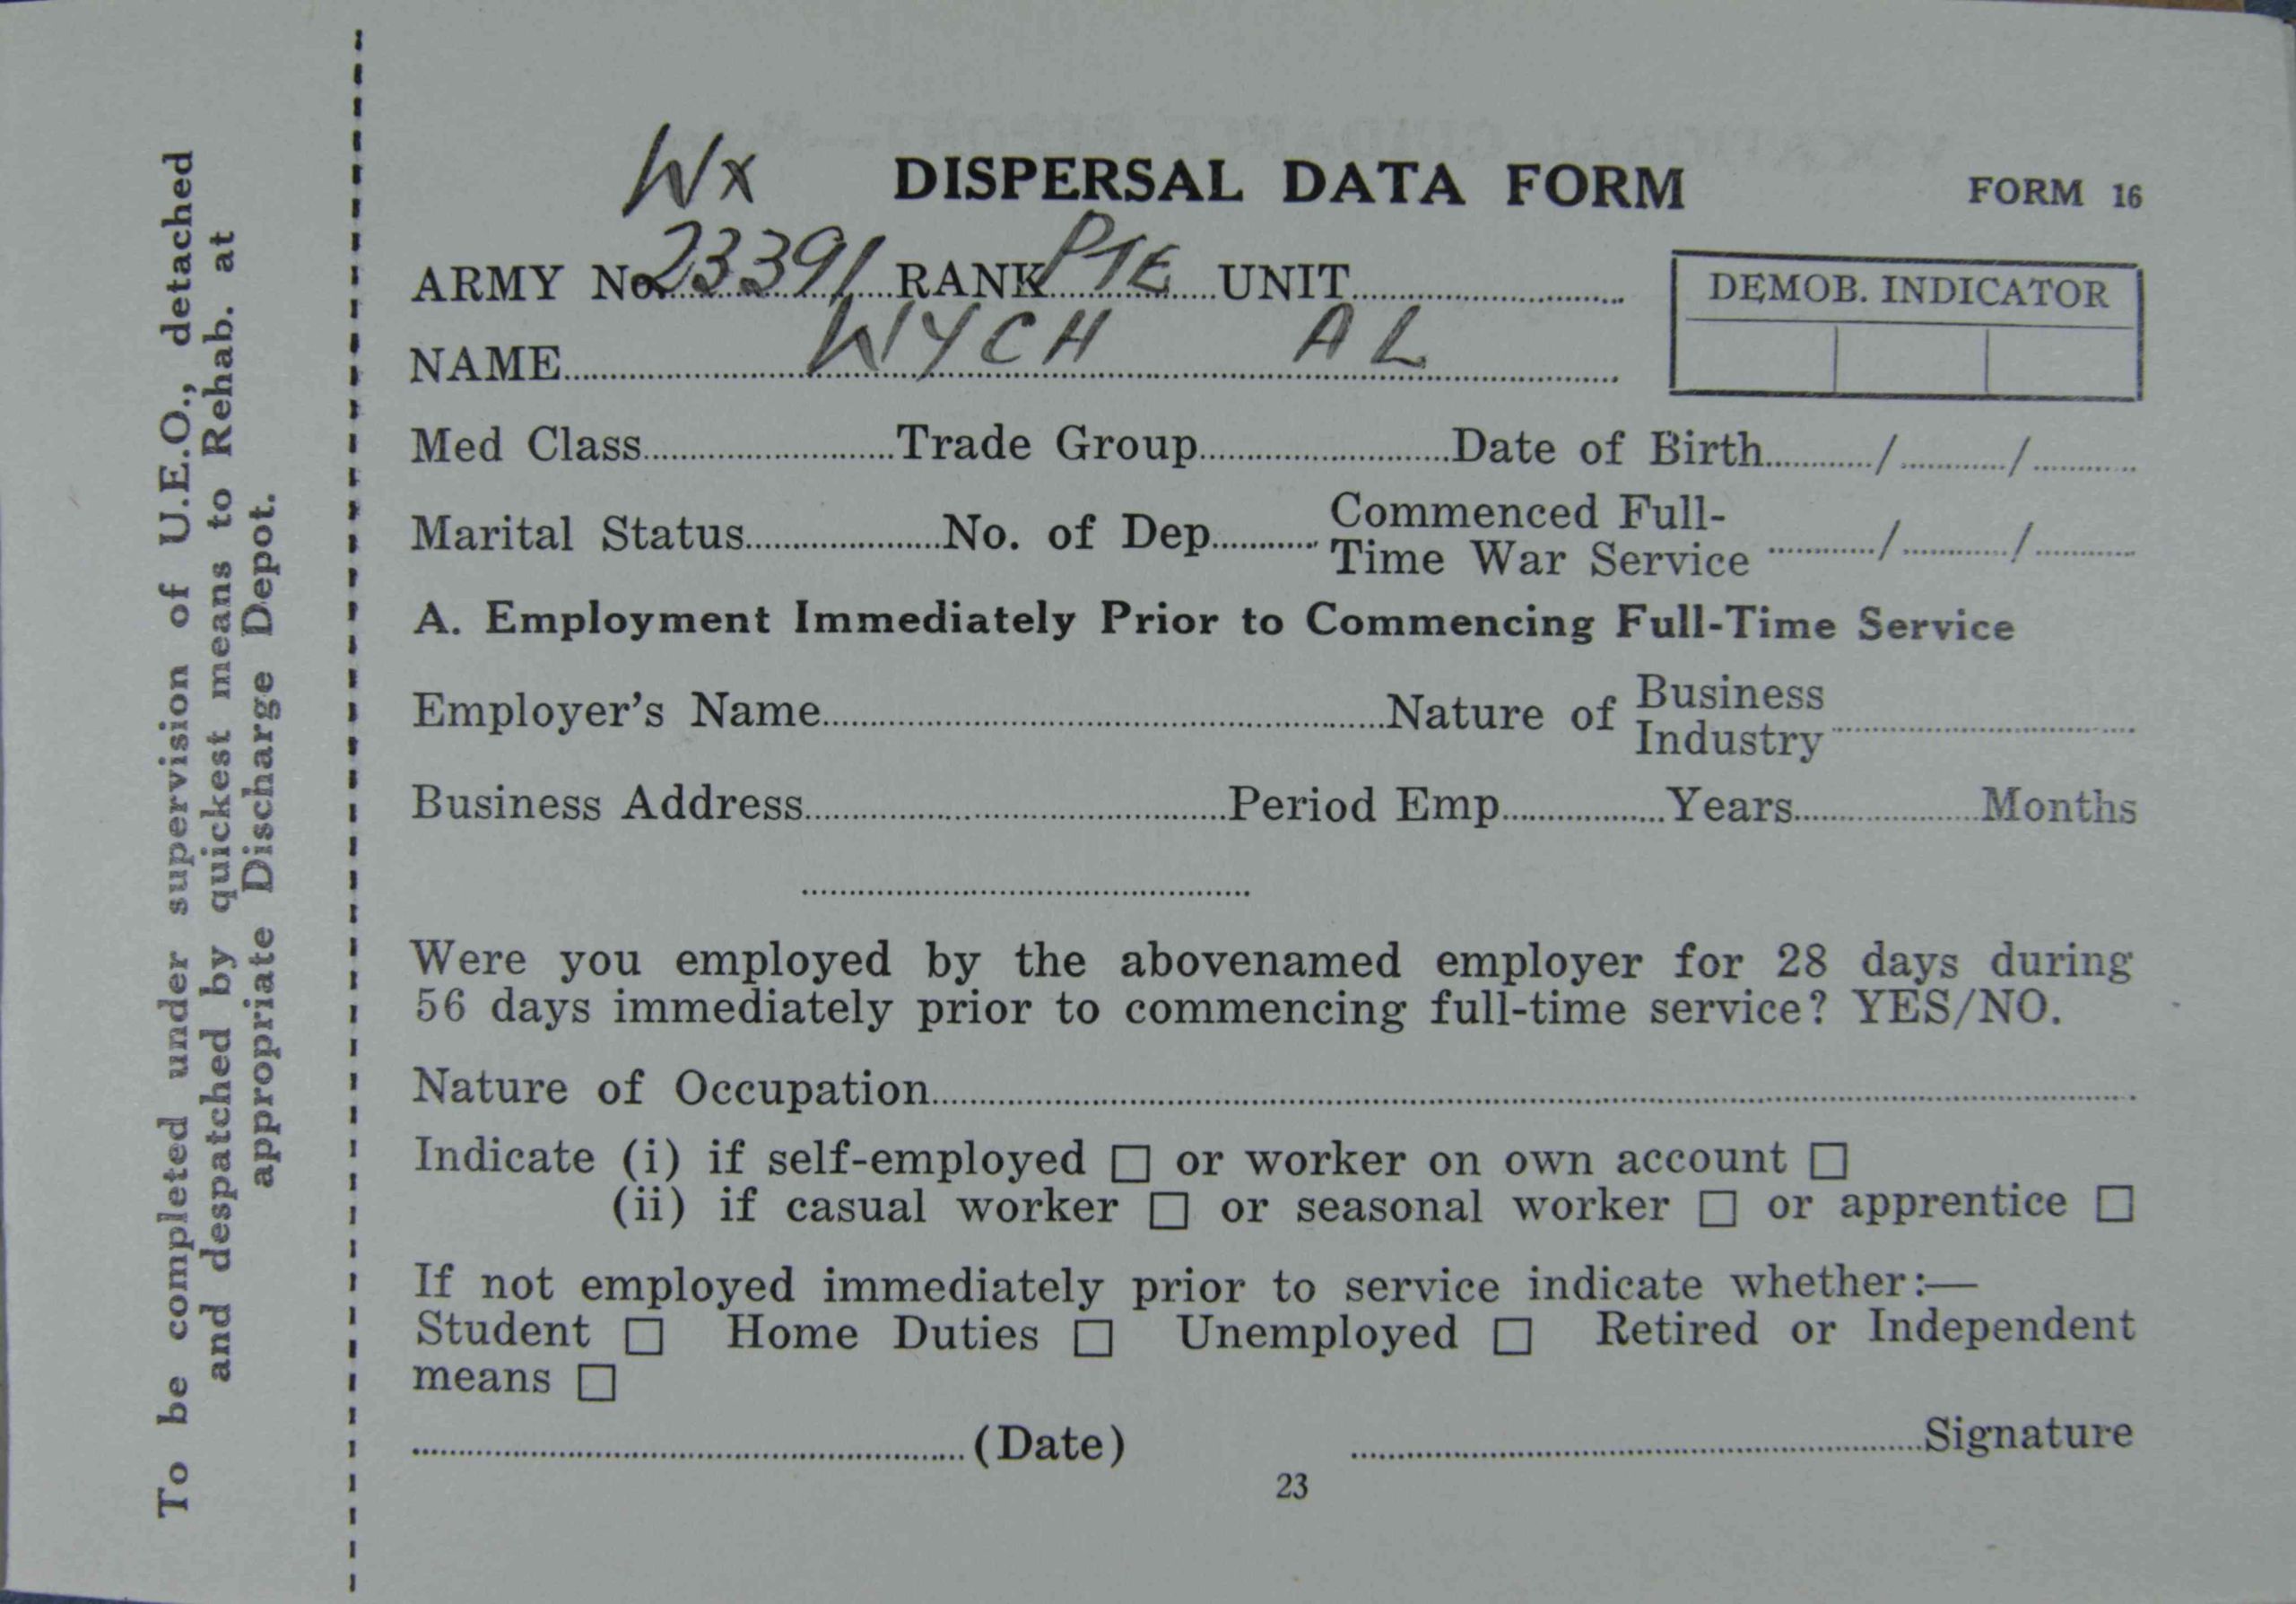 To be completed under supervision of U.E.O., detached
and despatched by quickest means to Rehab. at
appropriate Discharge Depot.
WX DISPERSAL DATA FORM FORM 16
ARMY No. 23391 RANK PTE UNIT
DEMOB. INDICATOR
NAME WYCH A L
Med Class Trade Group Date of Birth / /
Marital Status No. of Dep. Commenced Full-
Time War Service / /
A. Employment Immediately Prior to Commencing Full-Time Service
Employer's Name Nature of Business
Industry
Business Address Period Emp. Years Months
Were you employed by the abovenamed employer for 28 days during
56 days immediately prior to commencing full-time service? YES/NO.
Nature of Occupation
Indicate (i) if self-employed □ or worker on own account □
(ii) if casual worker □ or seasonal worker □ or apprentice □
If not employed immediately prior to service indicate whether:—
Student □ Home Duties □ Unemployed □ Retired or Independent
means □
(Date) Signature
23